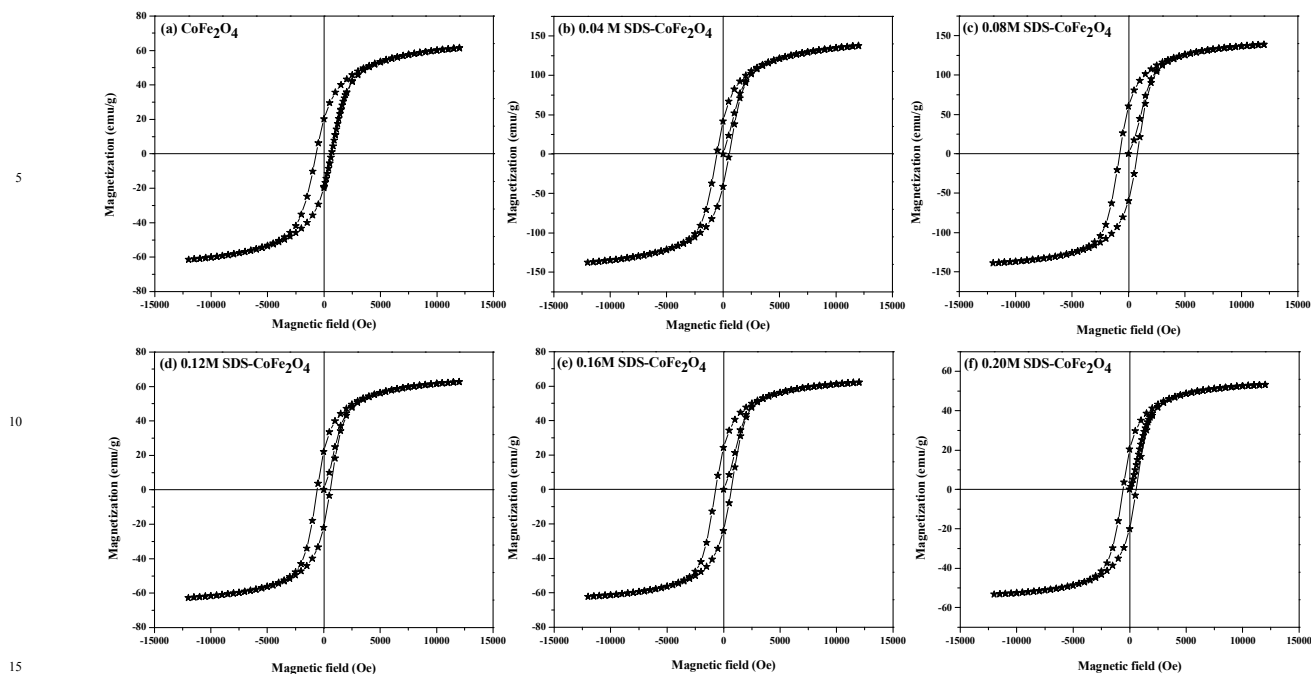 (a) CoFe2O4
80
60
40
20
0
-20
-40
-60
-80
Magnetization (emu/g)
-15000 -10000 -5000 0 5000 10000 15000
Magnetic field (Oe)
(b) 0.04 M SDS-CoFe2O4
150
100
50
0
-50
-100
-150
Magnetization (emu/g)
-15000 -10000 -5000 0 5000 10000 15000
Magnetic field (Oe)
(c) 0.08M SDS-CoFe2O4
150
100
50
0
-50
-100
-150
Magnetization (emu/g)
-15000 -10000 -5000 0 5000 10000 15000
Magnetic field (Oe)
5
(d) 0.12M SDS-CoFe2O4
80
60
40
20
0
-20
-40
-60
-80
Magnetization (emu/g)
-15000 -10000 -5000 0 5000 10000 15000
Magnetic field (Oe)
(e) 0.16M SDS-CoFe2O4
80
60
40
20
0
-20
-40
-60
-80
Magnetization (emu/g)
-15000 -10000 -5000 0 5000 10000 15000
Magnetic field (Oe)
(f) 0.20M SDS-CoFe2O4
60
40
20
0
-20
-40
-60
Magnetization (emu/g)
-15000 -10000 -5000 0 5000 10000 15000
Magnetic field (Oe)
10
15